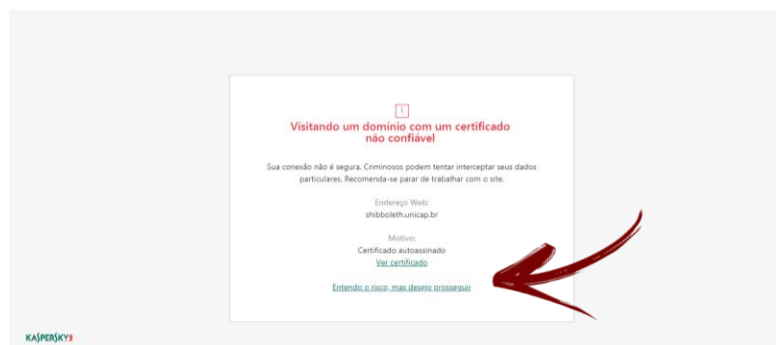 !
Visitando um domínio com um certificado
não confiável
Sua conexão não é segura. Criminosos podem tentar interceptar seus dados
particulares. Recomenda-se parar de trabalhar com o site.
Endereço Web:
shibboleth.unicap.br
Motivo:
Certificado autoassinado
Ver certificado
Entendo o risco, mas desejo prosseguir
KASPERSKY